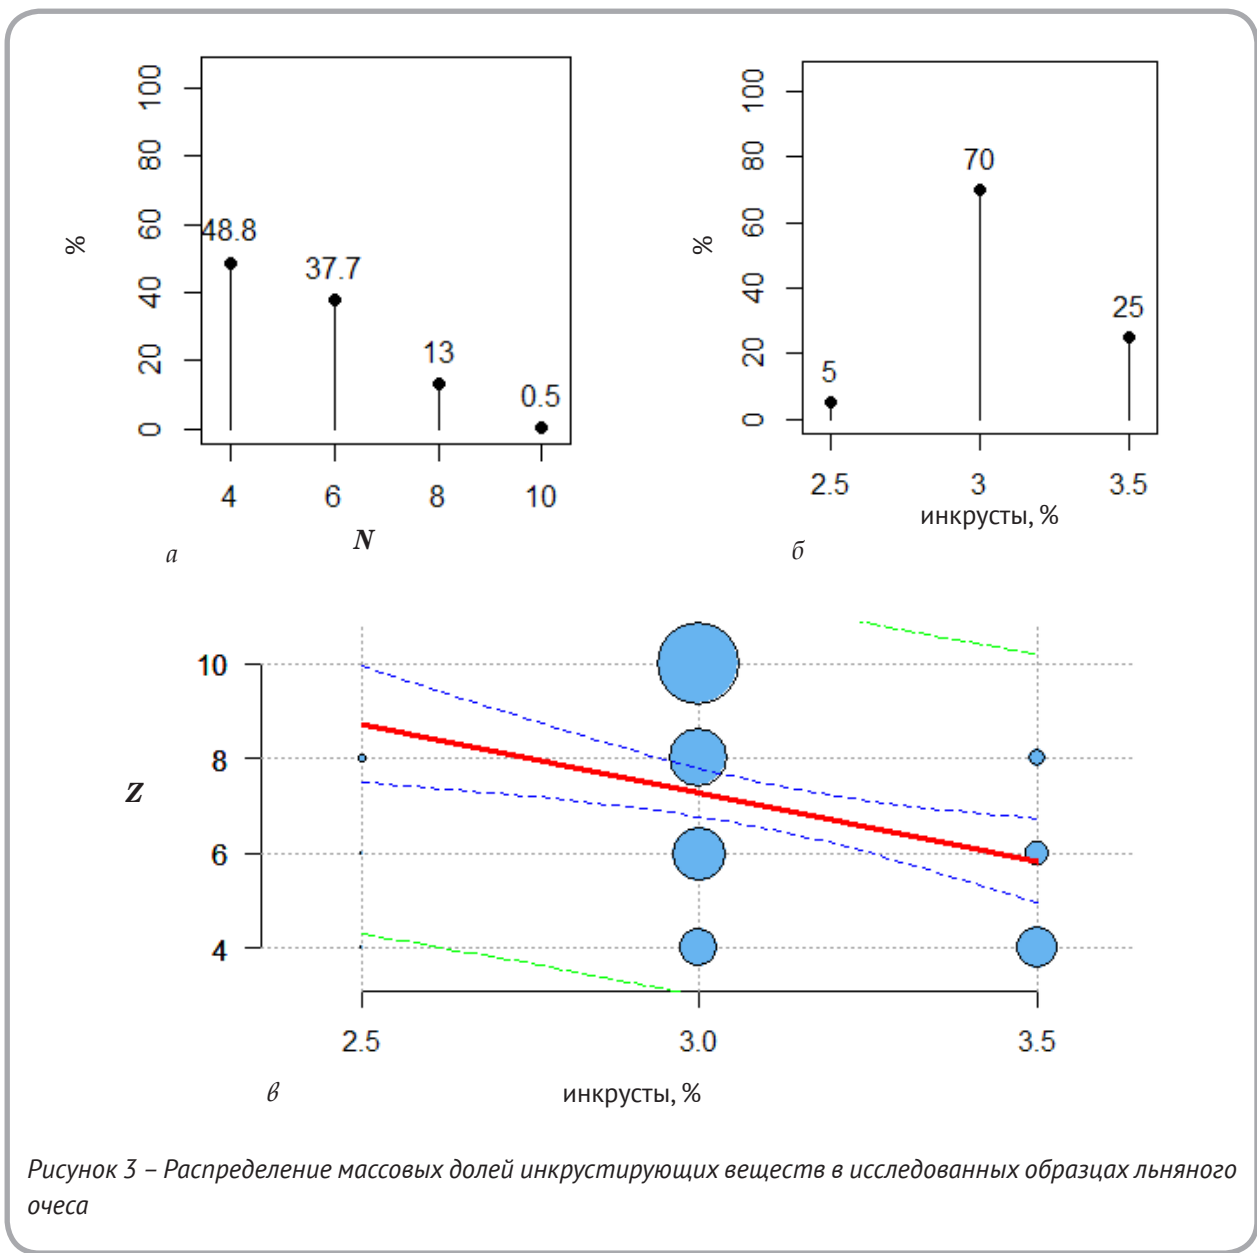 100
80
60
40
20
0
%
48.8
37.7
13
0.5
4 6 8 10
N
а
100
80
60
40
20
0
%
5
70
25
2.5 3 3.5
инкрусты, %
б
10
8
6
4
Z
2.5 3.0 3.5
в
инкрусты, %
Рисунок 3 – Распределение массовых долей инкрустирующих веществ в исследованных образцах льняного
очеса